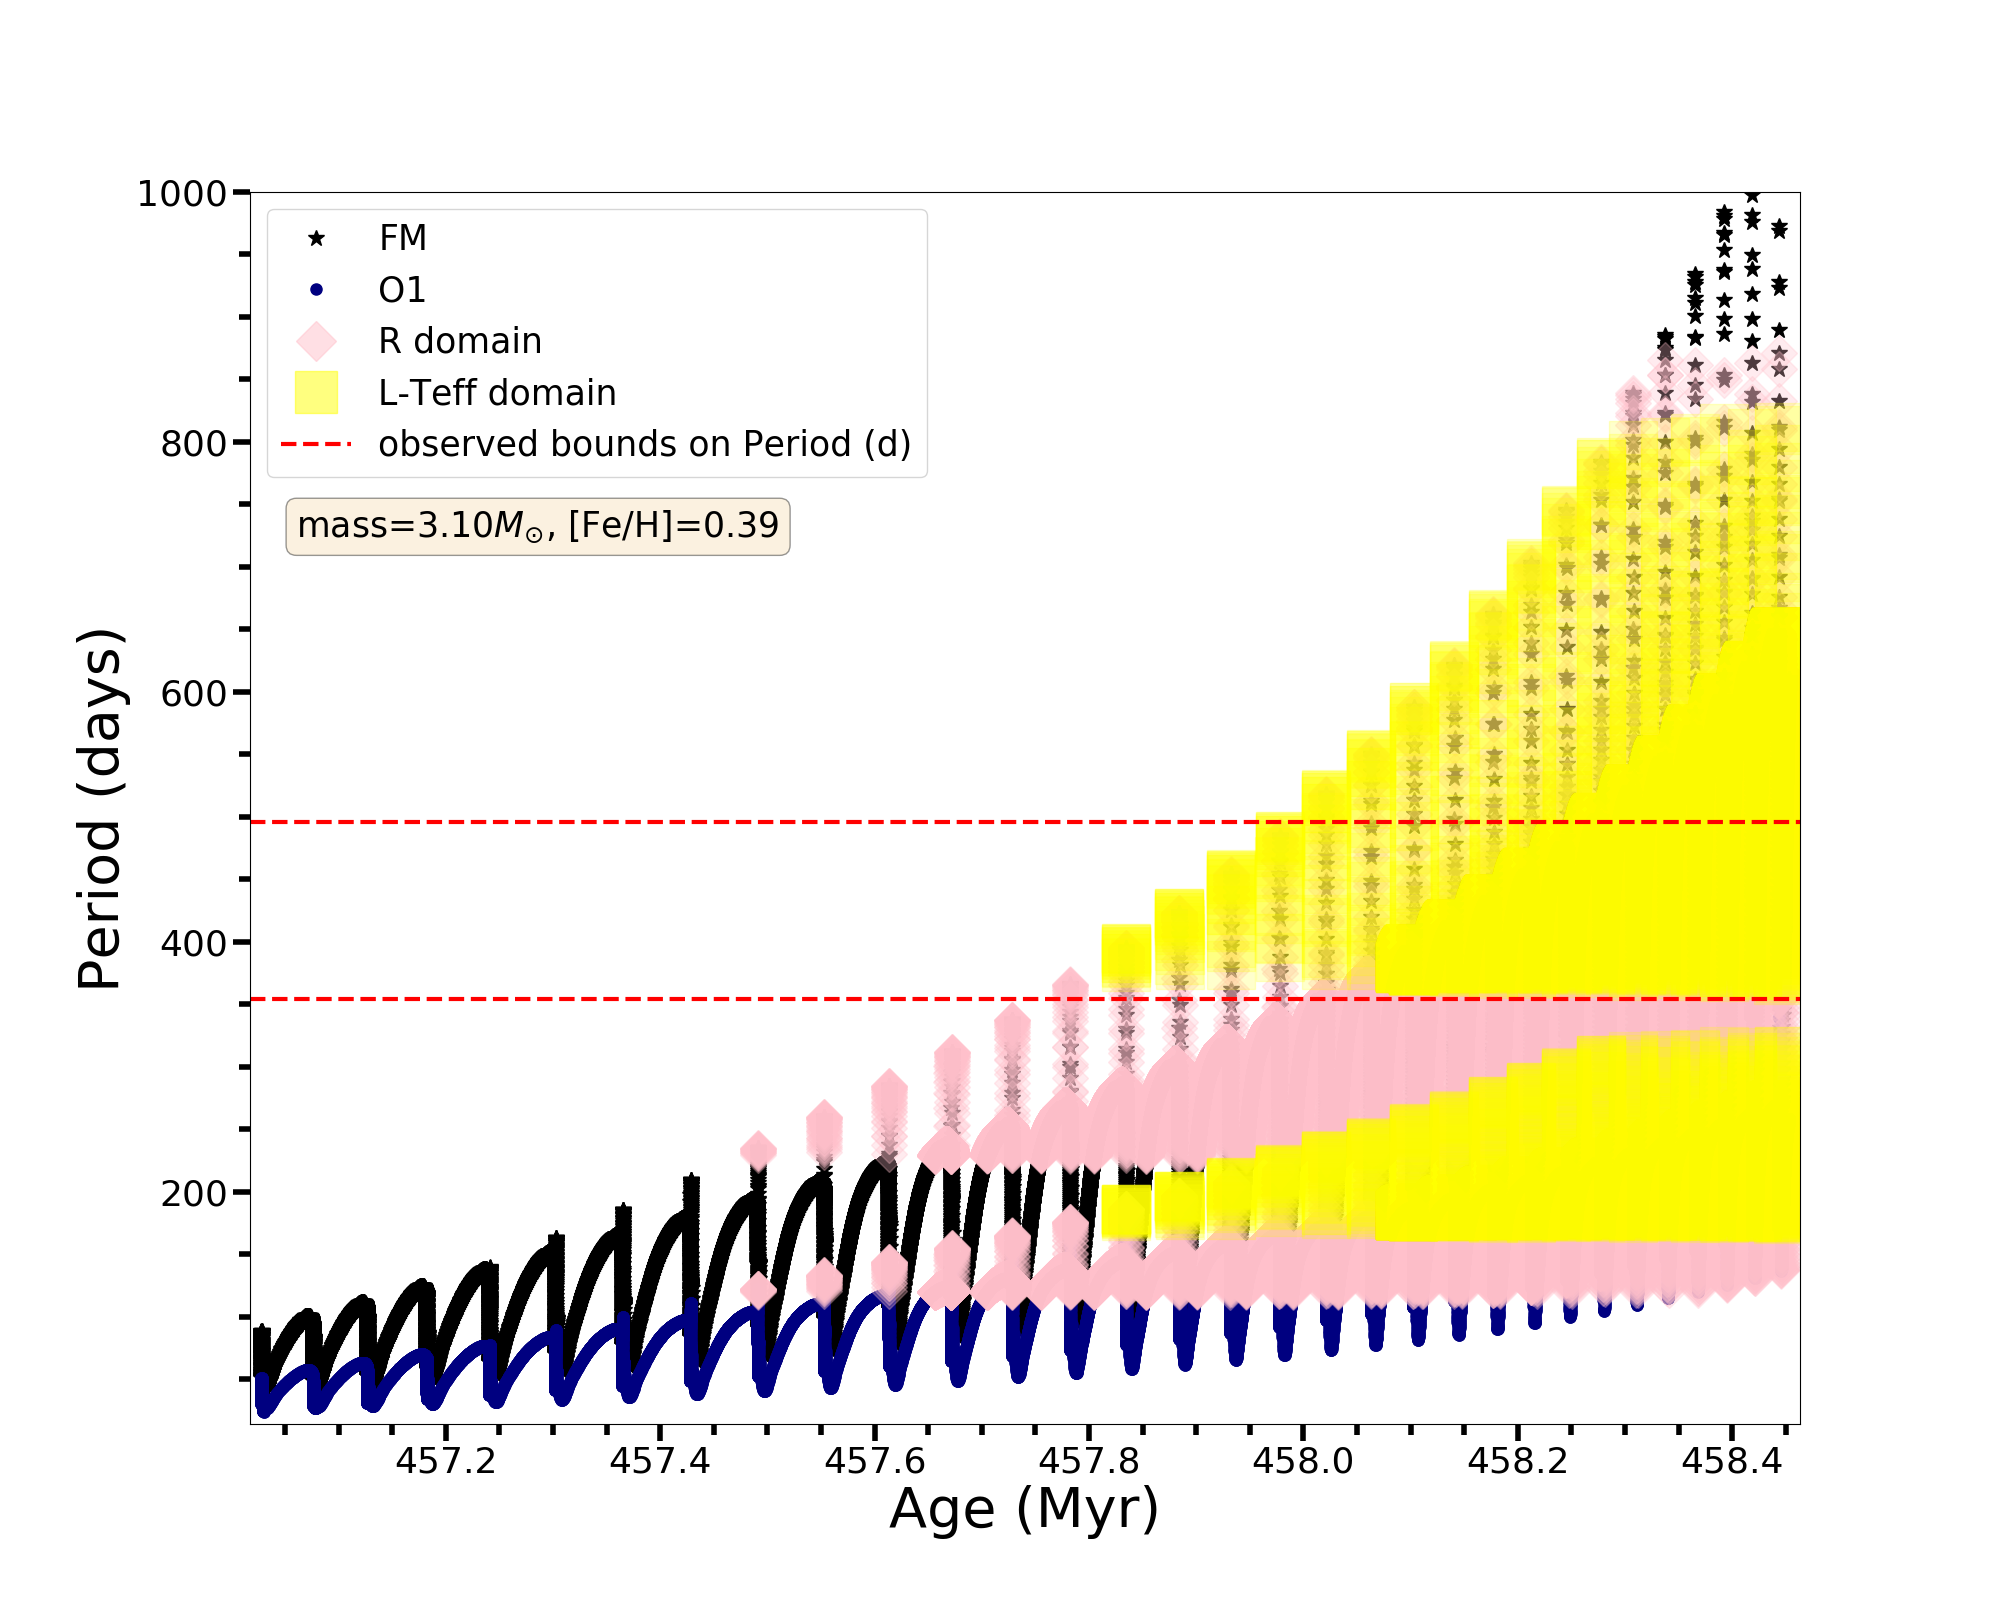 1000
800
600
400
200
Period (days)
FM
O1
R domain
L-Teff domain
observed bounds on Period (d)
mass=3.10M⊙, [Fe/H]=0.39
457.2 457.4 457.6 457.8 458.0 458.2 458.4
Age (Myr)